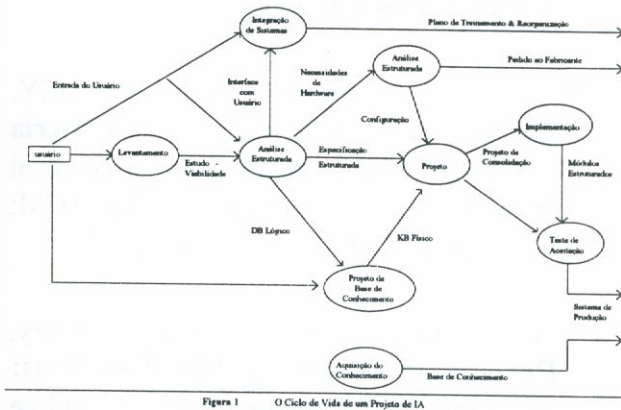 Integração
de Sistemas
Plano de Treinamento & Reorganização
Entrada do Usuário
Interface
com
Usuário
Necessidades
de
Hardware
Análise
Estruturada
Pedido ao Fabricante
Configuração
Implementação
usuário
Levantamento
Estudo -
Viabilidade
Análise
Estruturada
Especificação
Estruturada
Projeto
Projeto de
Consolidação
Módulos
Estruturados
DB Lógico
KB Físico
Teste de
Aceitação
Projeto da
Base de
Conhecimento
Sistema de
Produção
Aquisição do
Conhecimento
Base de Conhecimento
Figura 1 O Ciclo de Vida de um Projeto de IA